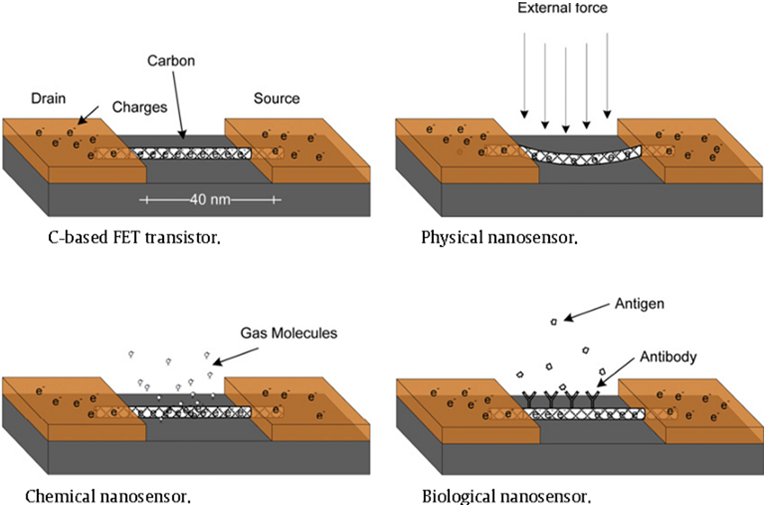 External force
Carbon
Drain
Charges
Source
e⁻ e⁻ e⁻ e⁻ e⁻ e⁻ e⁻ e⁻
40 nm
C-based FET transistor.
Physical nanosensor.
Gas Molecules
Antigen
Antibody
Chemical nanosensor.
Biological nanosensor.